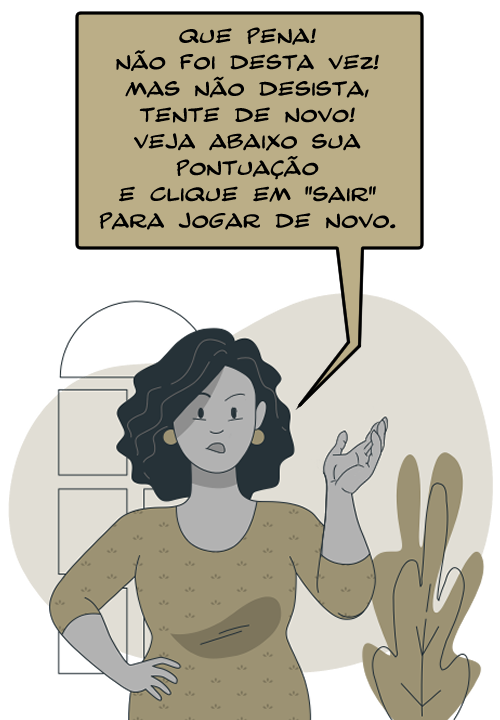 QUE PENA!
NÃO FOI DESTA VEZ!
MAS NÃO DESISTA,
TENTE DE NOVO!
VEJA ABAIXO SUA
PONTUAÇÃO
E CLIQUE EM "SAIR"
PARA JOGAR DE NOVO.